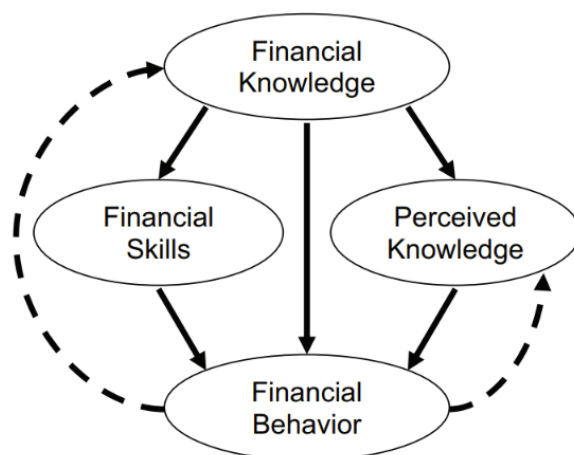 Financial
Knowledge
Financial
Skills
Perceived
Knowledge
Financial
Behavior